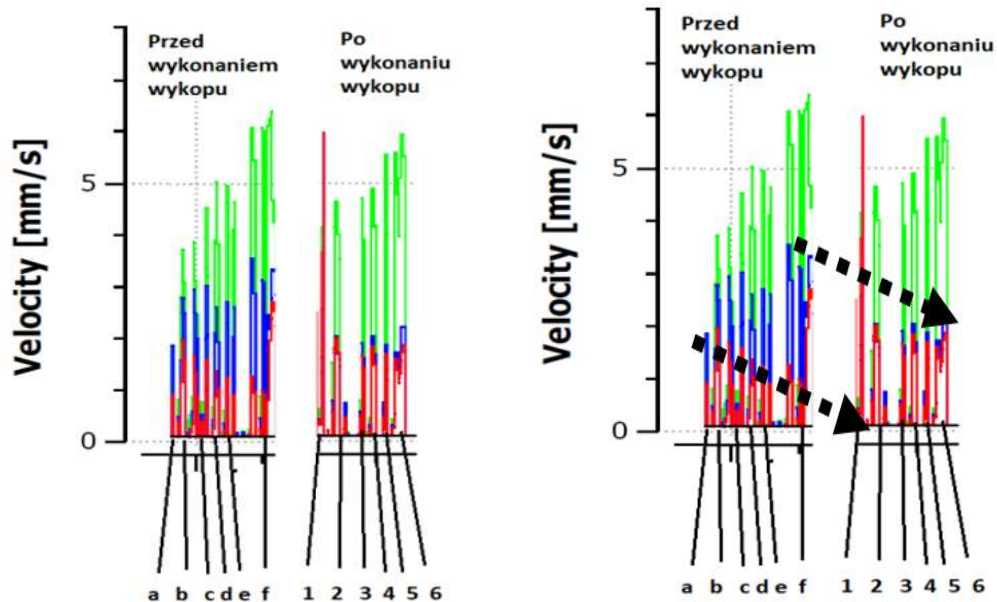 Przed
wykonaniem
wykopu
Po
wykonaniu
wykopu
Velocity [mm/s]
5
0
a b c d e f 1 2 3 4 5 6
Przed
wykonaniem
wykopu
Po
wykonaniu
wykopu
Velocity [mm/s]
5
0
a b c d e f 1 2 3 4 5 6